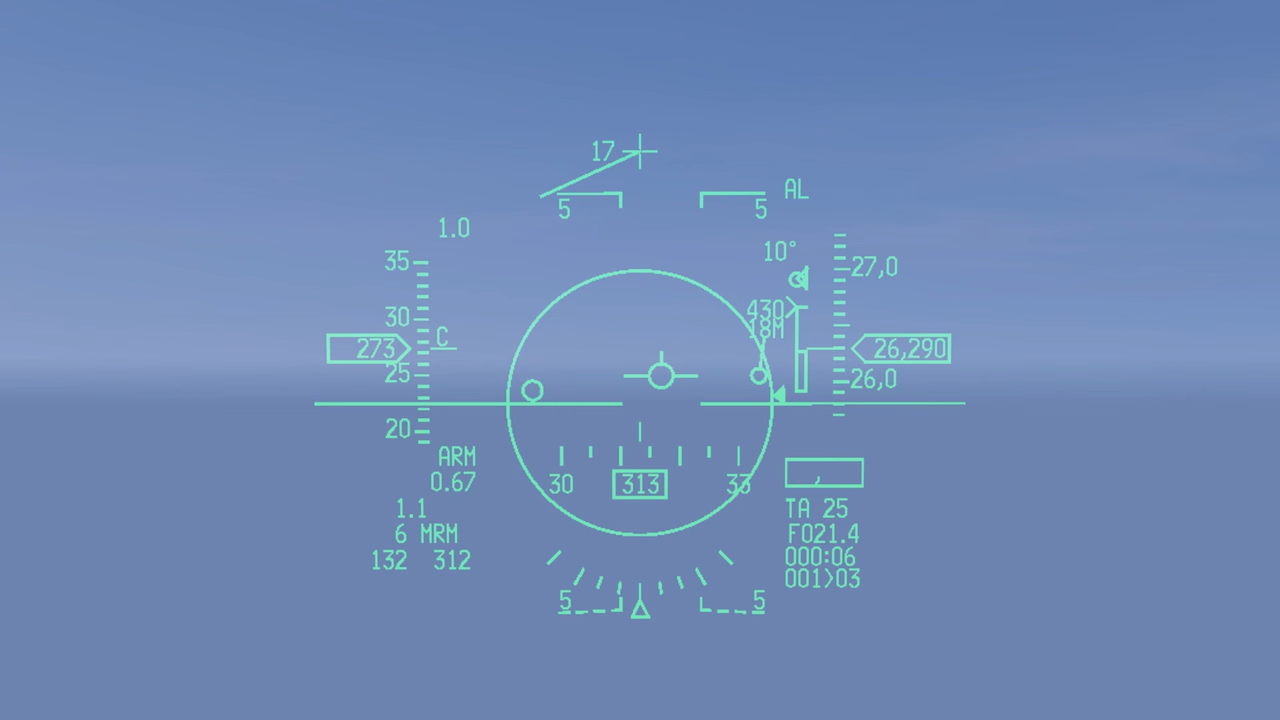 17
5 5 AL
1.0
10°
35 27,0
430
30 18M
C
273 26,290
25 26,0
20
ARM
0.67
30 313 33 ,
1.1 TA 25
6 MRM F021.4
132 312 000:06
001>03
5 5